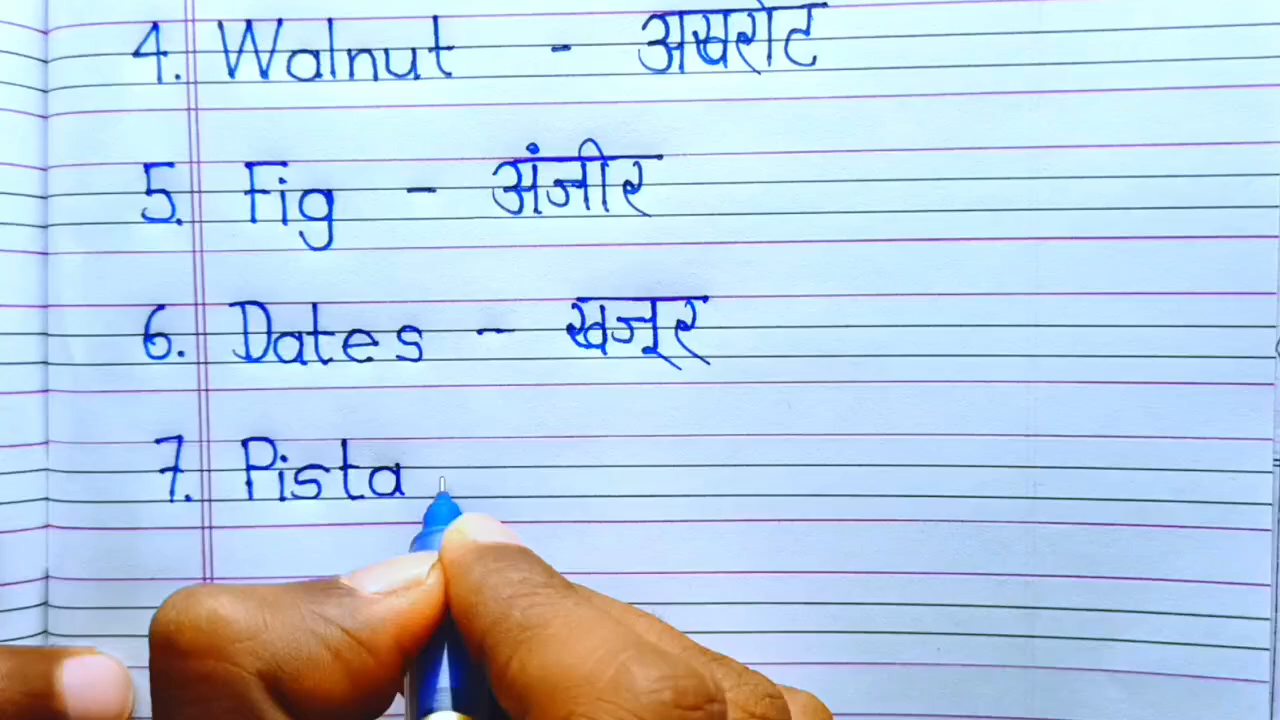 4. Walnut - अखरोट
5. Fig - अंजीर
6. Dates - खजूर
7. Pista